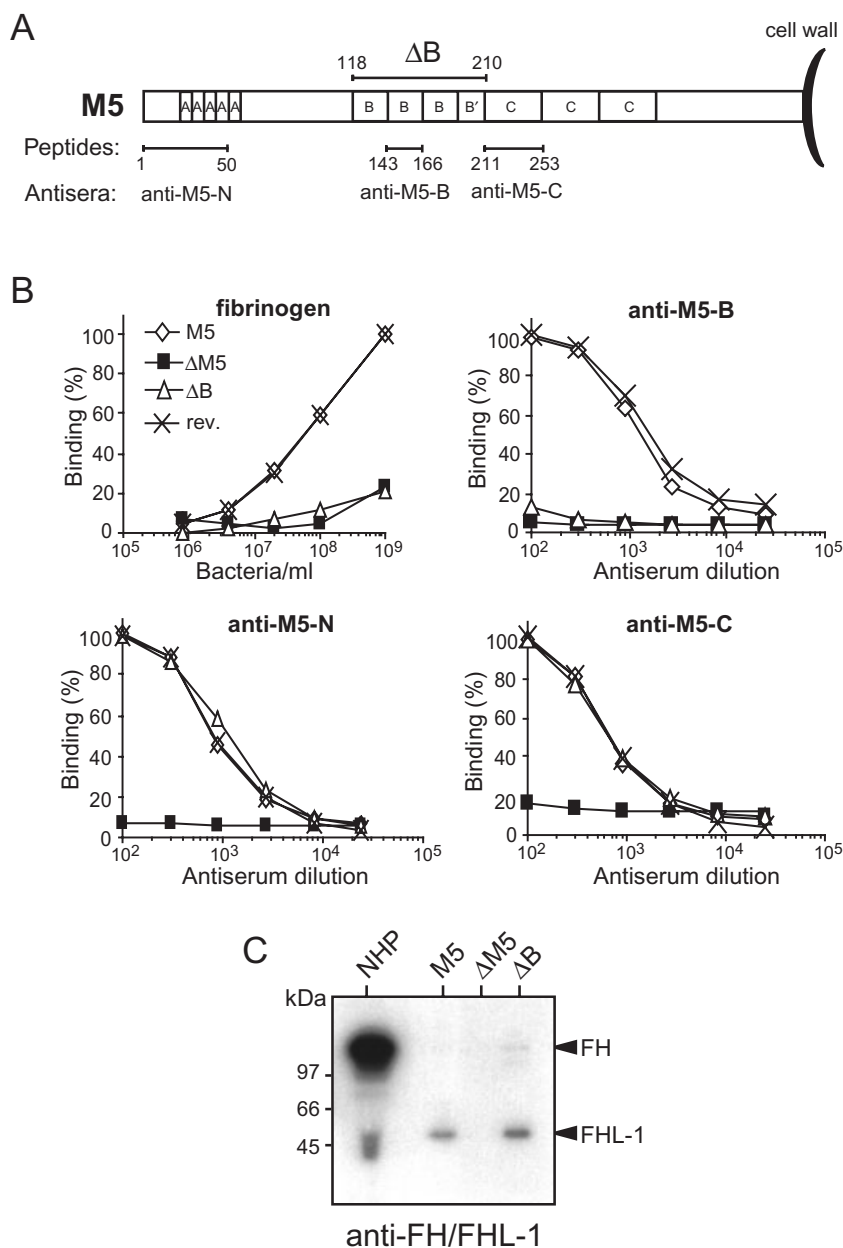 A
cell wall
118 ΔB 210
M5
A A A A A B B B B′ C C C
Peptides:
1 50 143 166 211 253
Antisera: anti-M5-N anti-M5-B anti-M5-C
B
fibrinogen
M5
ΔM5
ΔB
rev.
Binding (%)
100
80
60
40
20
0
10⁵ 10⁶ 10⁷ 10⁸ 10⁹
Bacteria/ml
anti-M5-B
Binding (%)
100
80
60
40
20
0
10² 10³ 10⁴ 10⁵
Antiserum dilution
anti-M5-N
Binding (%)
100
80
60
40
20
0
10² 10³ 10⁴ 10⁵
Antiserum dilution
anti-M5-C
Binding (%)
100
80
60
40
20
0
10² 10³ 10⁴ 10⁵
Antiserum dilution
C
NHP M5 ΔM5 ΔB
kDa
97
66
45
FH
FHL-1
anti-FH/FHL-1